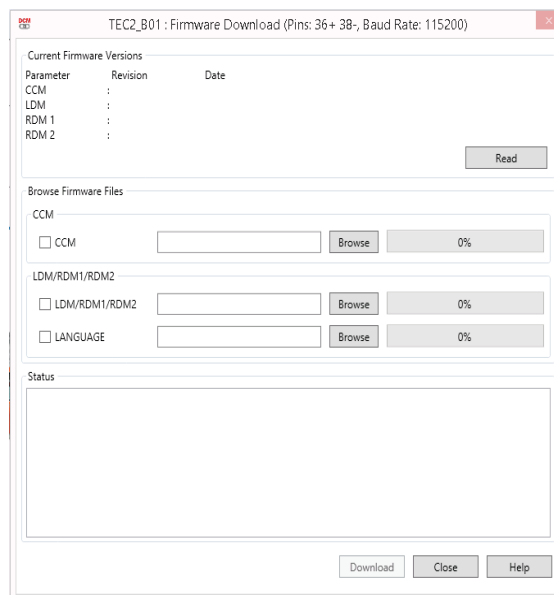 DCM
TEC2_B01 : Firmware Download (Pins: 36+ 38-, Baud Rate: 115200)
x
Current Firmware Versions
Parameter Revision Date
CCM :
LDM :
RDM 1 :
RDM 2 :
Read
Browse Firmware Files
CCM
CCM Browse 0%
LDM/RDM1/RDM2
LDM/RDM1/RDM2 Browse 0%
LANGUAGE Browse 0%
Status
Download Close Help